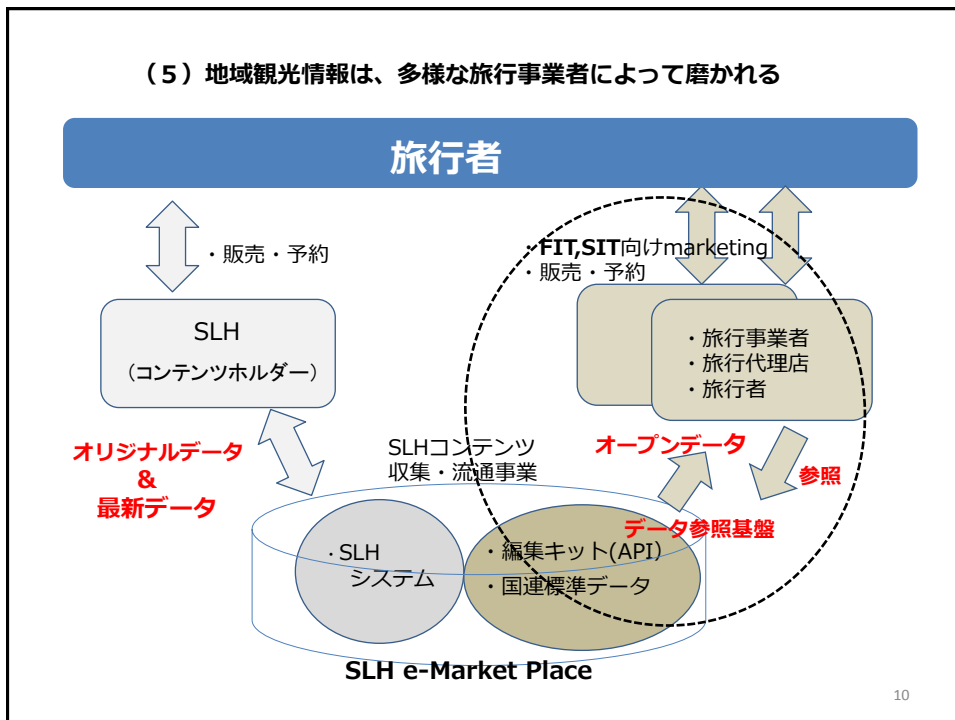 （５）地域観光情報は、多様な旅行事業者によって磨かれる
旅行者
・販売・予約
・FIT,SIT向けmarketing
・販売・予約
SLH
（コンテンツホルダー）
・旅行事業者
・旅行代理店
・旅行者
オリジナルデータ
&
最新データ
SLHコンテンツ
収集・流通事業
オープンデータ
参照
データ参照基盤
・SLH
システム
・編集キット(API）
・国連標準データ
SLH e-Market Place
10